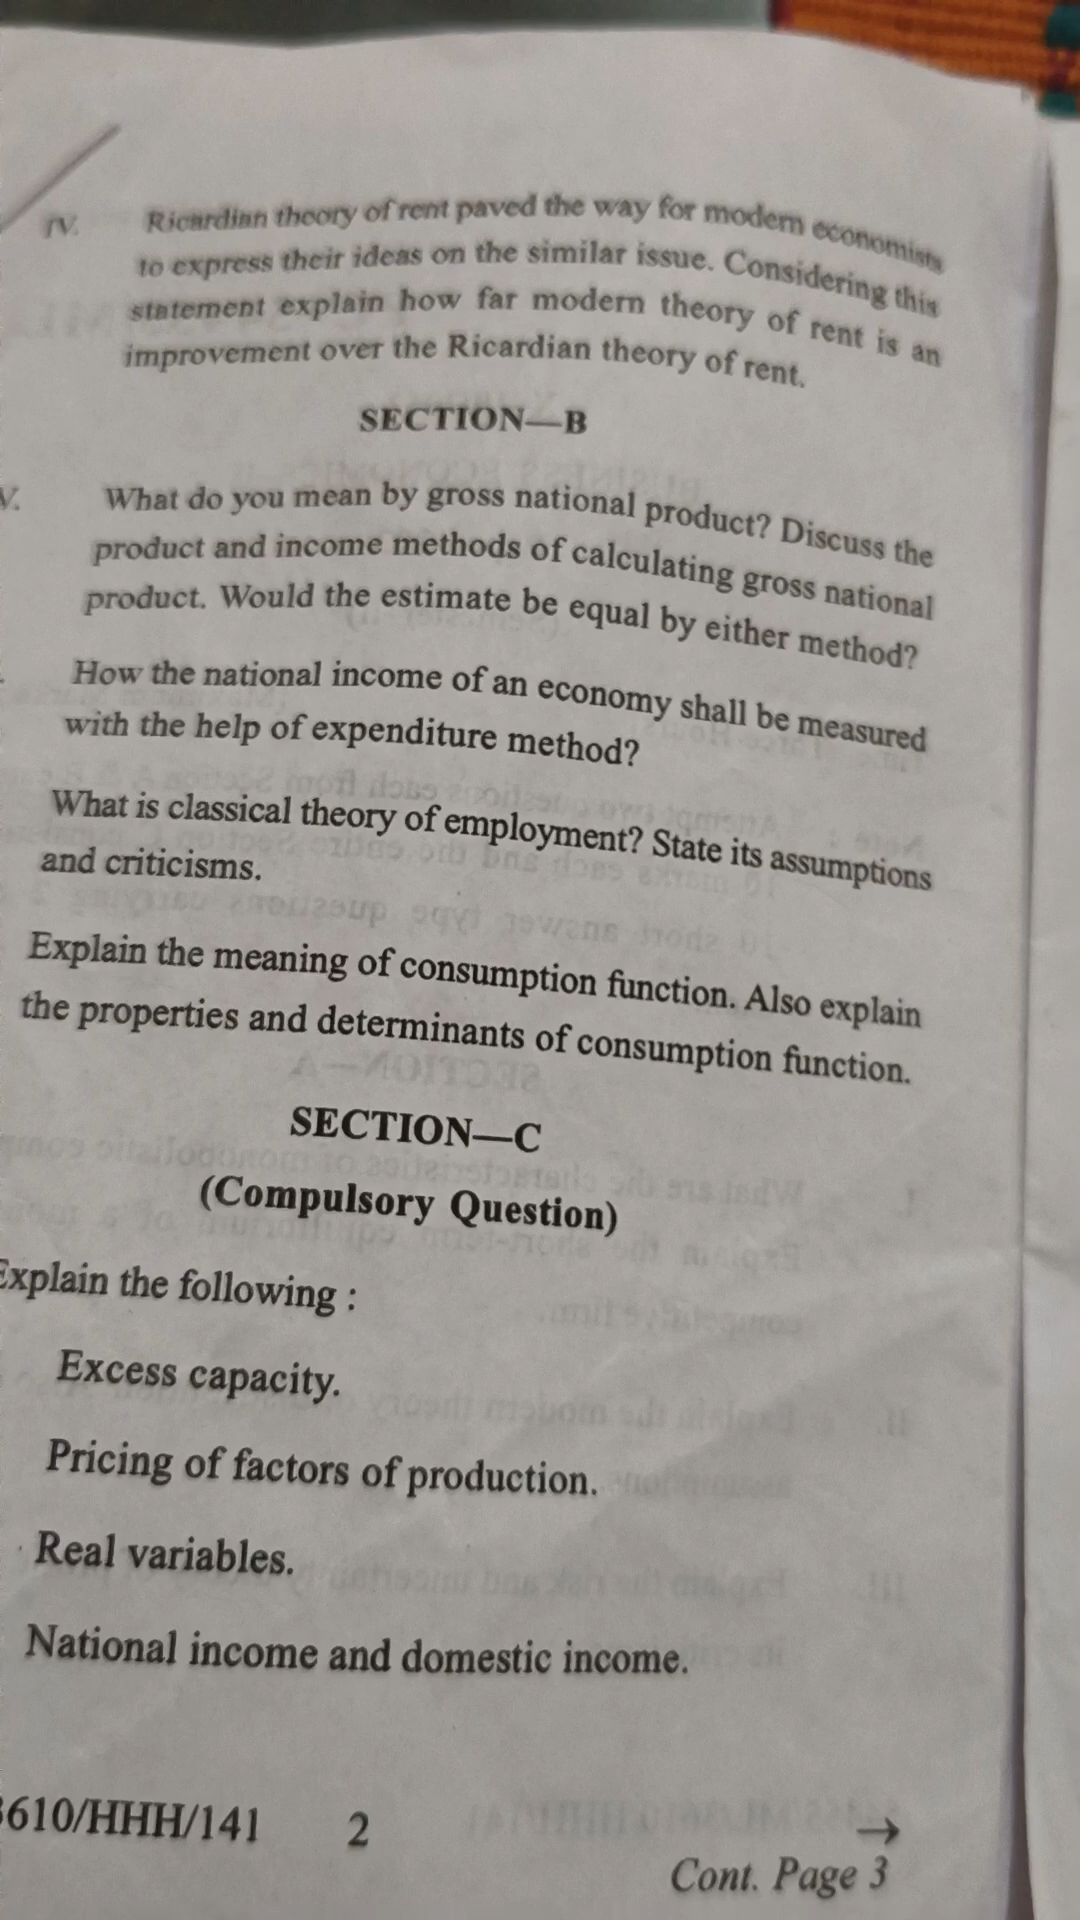 IV. Ricardian theory of rent paved the way for modern economists
to express their ideas on the similar issue. Considering this
statement explain how far modern theory of rent is an
improvement over the Ricardian theory of rent.
SECTION—B
V. What do you mean by gross national product? Discuss the
product and income methods of calculating gross national
product. Would the estimate be equal by either method?
How the national income of an economy shall be measured
with the help of expenditure method?
What is classical theory of employment? State its assumptions
and criticisms.
Explain the meaning of consumption function. Also explain
the properties and determinants of consumption function.
SECTION—C
(Compulsory Question)
Explain the following :
Excess capacity.
Pricing of factors of production.
Real variables.
National income and domestic income.
610/HHH/141 2 →
Cont. Page 3